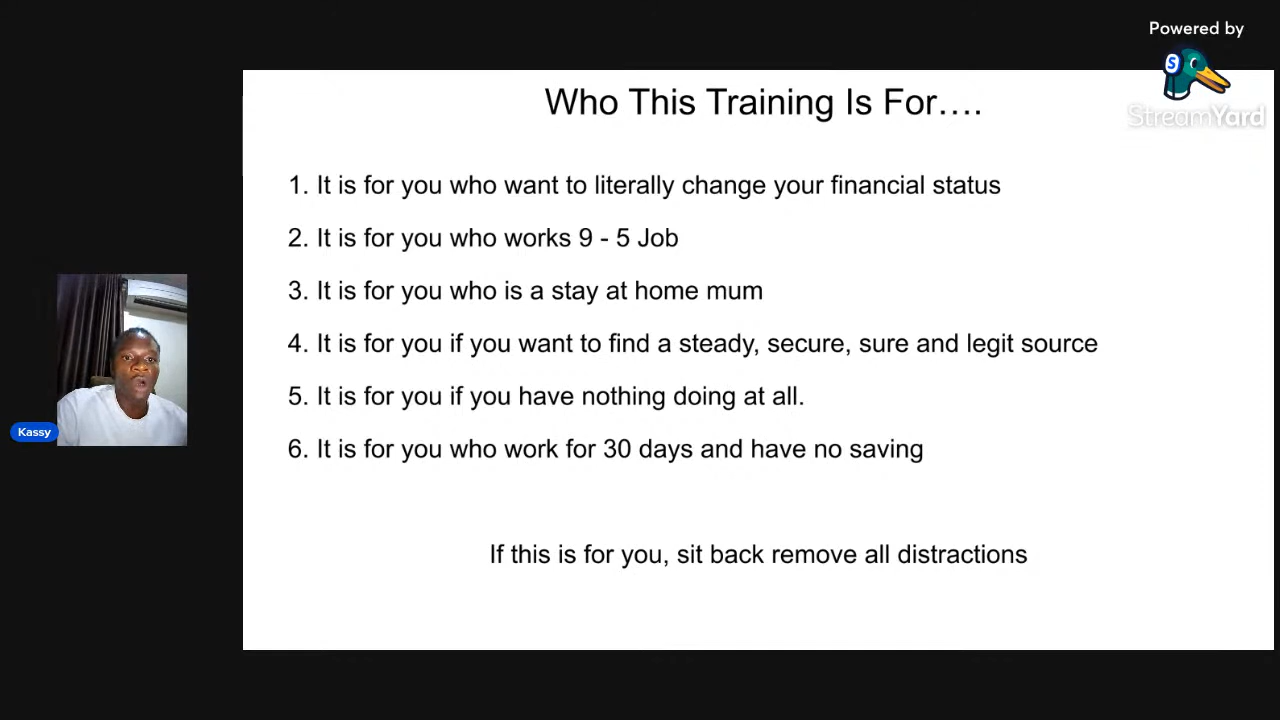 Powered by
S
StreamYard
Who This Training Is For....
1. It is for you who want to literally change your financial status
2. It is for you who works 9 - 5 Job
3. It is for you who is a stay at home mum
4. It is for you if you want to find a steady, secure, sure and legit source
5. It is for you if you have nothing doing at all.
6. It is for you who work for 30 days and have no saving
If this is for you, sit back remove all distractions
Kassy